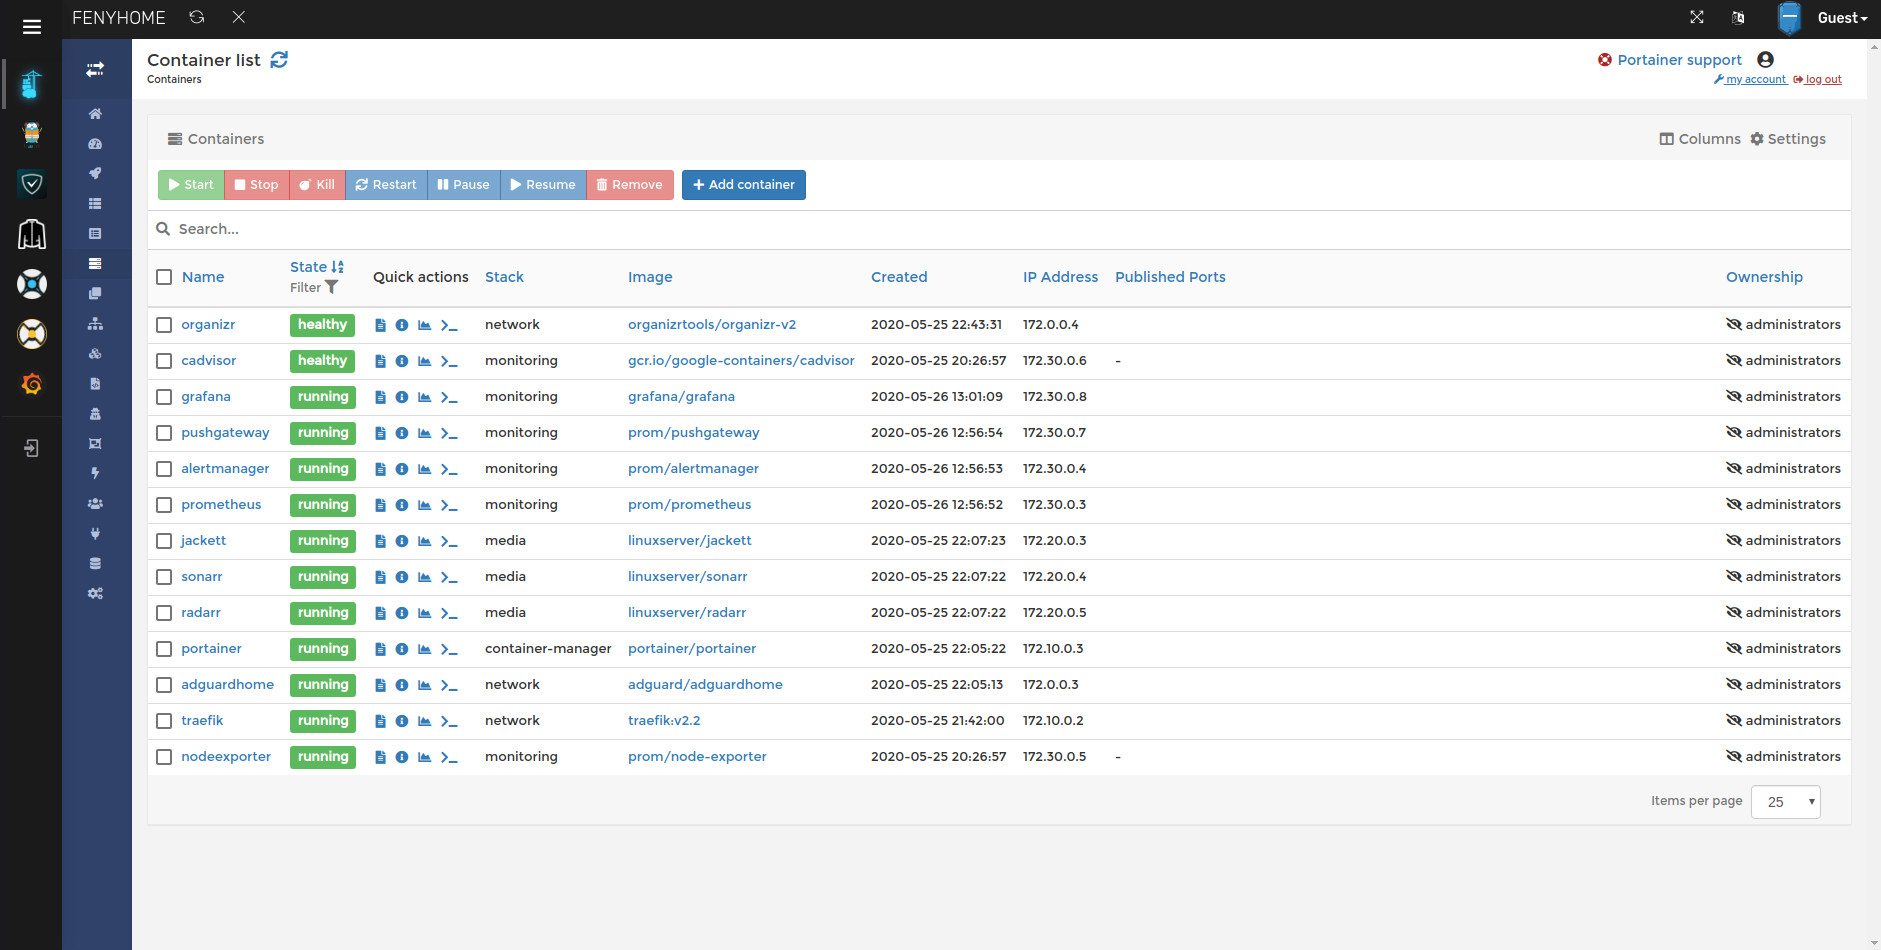 FENYHOME
Guest
Container list
Containers
Portainer support
my account log out
Containers
Columns Settings
Start Stop Kill Restart Pause Resume Remove Add container
Search...
Name State Filter Quick actions Stack Image Created IP Address Published Ports Ownership
organizr healthy network organizrtools/organizr-v2 2020-05-25 22:43:31 172.0.0.4 administrators
cadvisor healthy monitoring gcr.io/google-containers/cadvisor 2020-05-25 20:26:57 172.30.0.6 - administrators
grafana running monitoring grafana/grafana 2020-05-26 13:01:09 172.30.0.8 administrators
pushgateway running monitoring prom/pushgateway 2020-05-26 12:56:54 172.30.0.7 administrators
alertmanager running monitoring prom/alertmanager 2020-05-26 12:56:53 172.30.0.4 administrators
prometheus running monitoring prom/prometheus 2020-05-26 12:56:52 172.30.0.3 administrators
jackett running media linuxserver/jackett 2020-05-25 22:07:23 172.20.0.3 administrators
sonarr running media linuxserver/sonarr 2020-05-25 22:07:22 172.20.0.4 administrators
radarr running media linuxserver/radarr 2020-05-25 22:07:22 172.20.0.5 administrators
portainer running container-manager portainer/portainer 2020-05-25 22:05:22 172.10.0.3 administrators
adguardhome running network adguard/adguardhome 2020-05-25 22:05:13 172.0.0.3 administrators
traefik running network traefik:v2.2 2020-05-25 21:42:00 172.10.0.2 administrators
nodeexporter running monitoring prom/node-exporter 2020-05-25 20:26:57 172.30.0.5 - administrators
Items per page 25